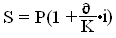 S = P(1 + ∂/K•i)